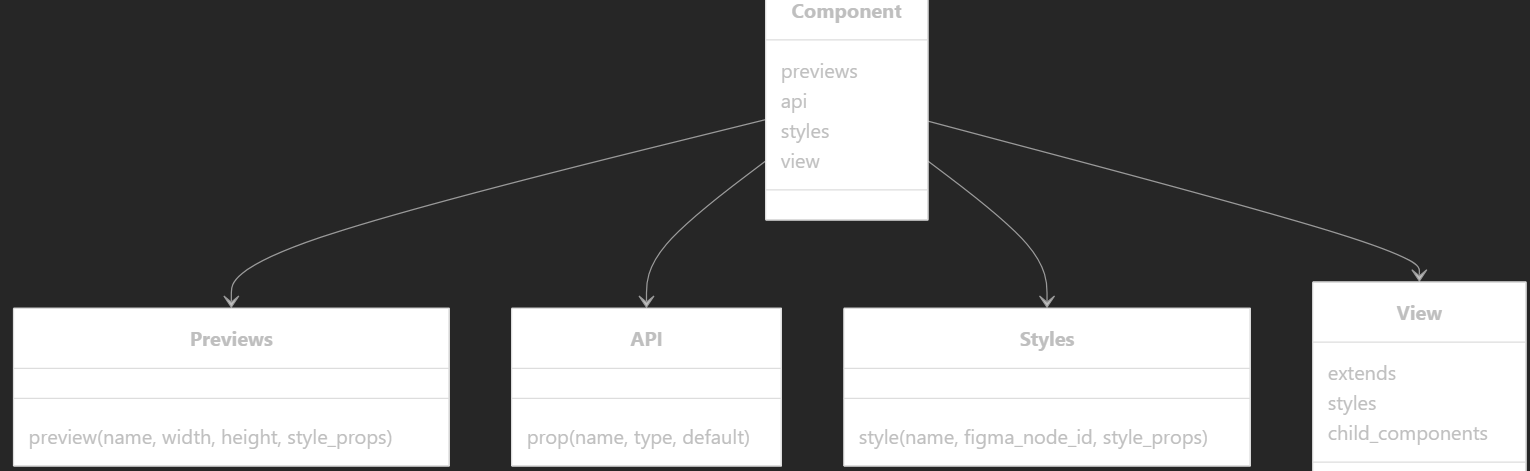 Component
previews
api
styles
view
Previews
preview(name, width, height, style_props)
API
prop(name, type, default)
Styles
style(name, figma_node_id, style_props)
View
extends
styles
child_components